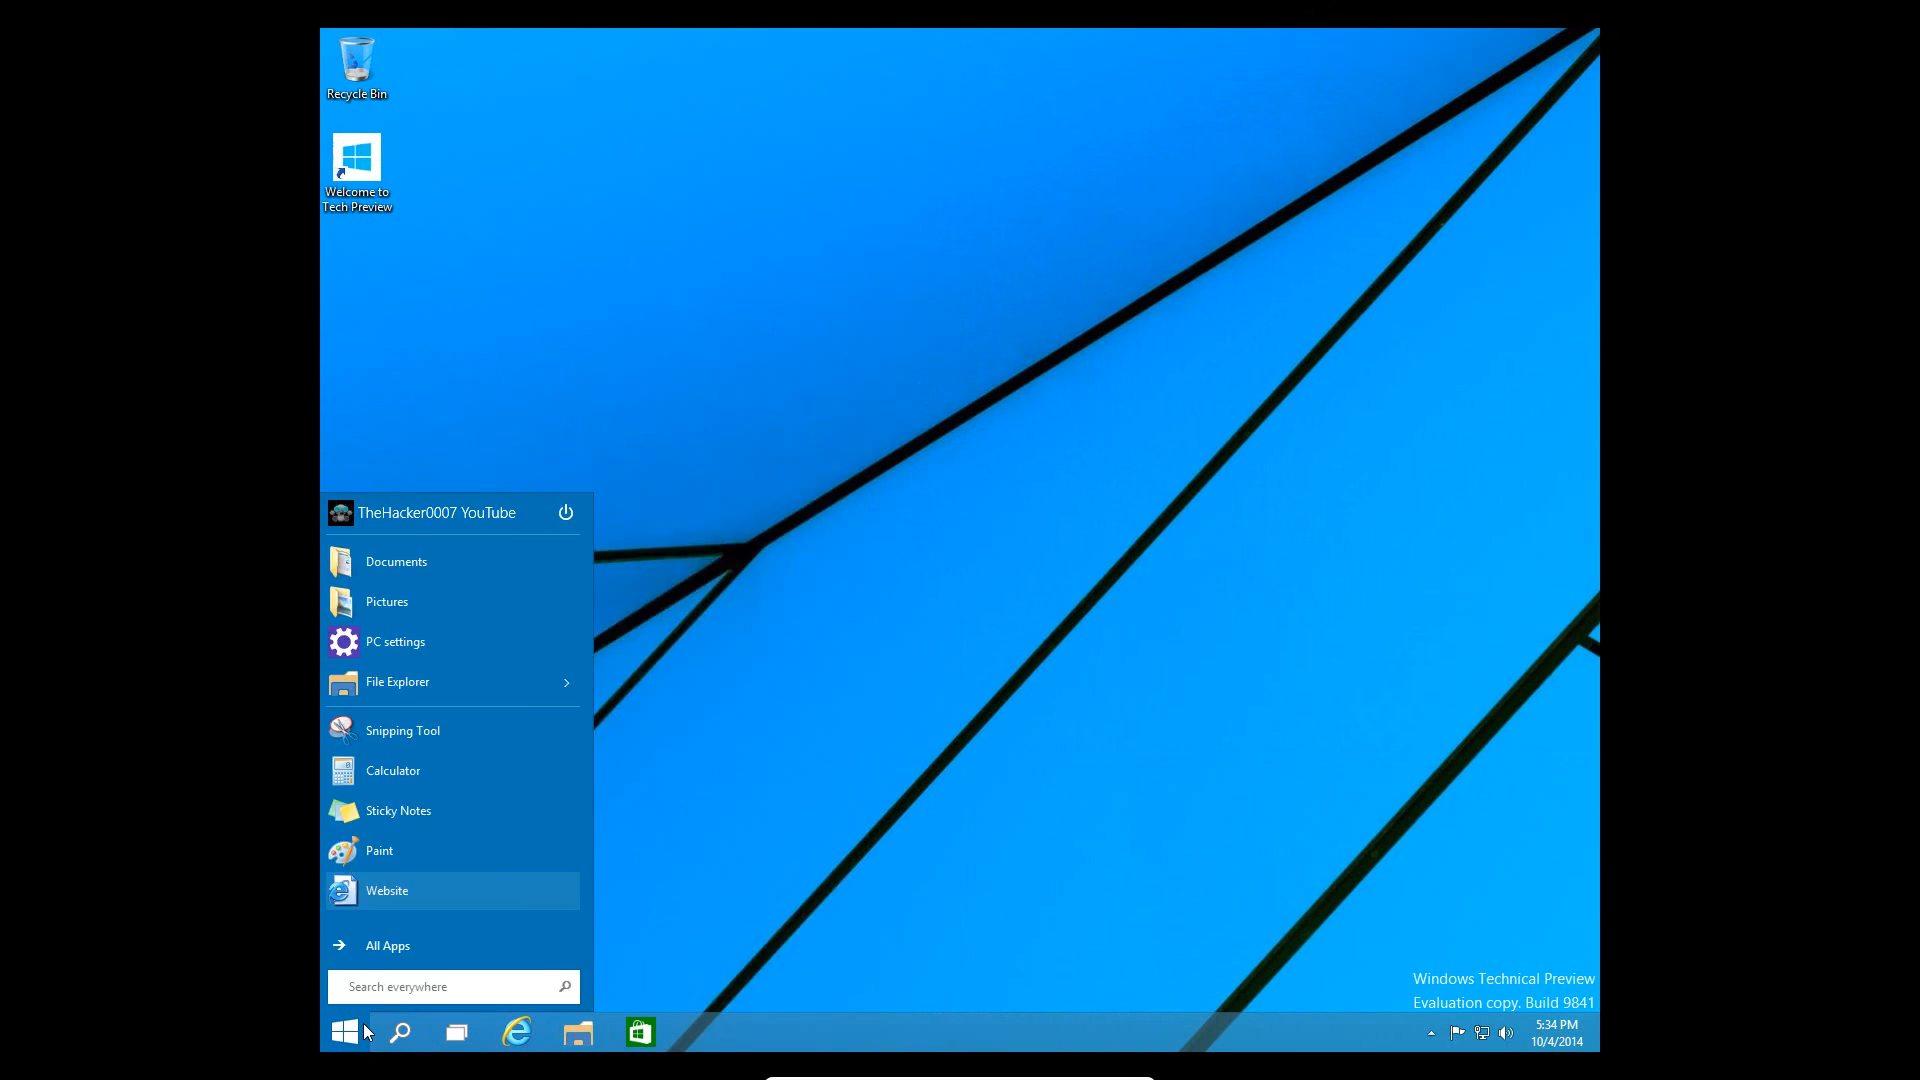 Recycle Bin
Welcome to
Tech Preview
TheHacker0007 YouTube
Documents
Pictures
PC settings
File Explorer
Snipping Tool
Calculator
Sticky Notes
Paint
Website
All Apps
Search everywhere
Windows Technical Preview
Evaluation copy. Build 9841
5:34 PM
10/4/2014